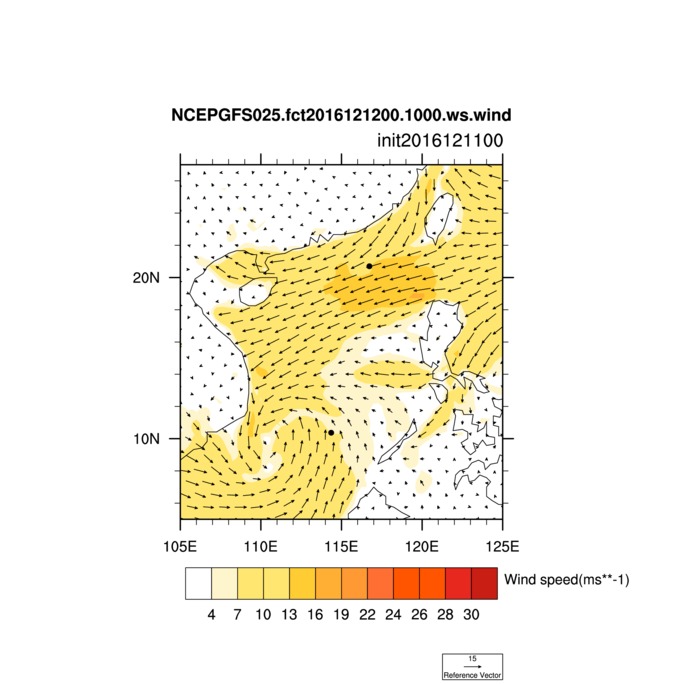 NCEPGFS025.fct2016121200.1000.ws.wind
init2016121100
20N
10N
105E 110E 115E 120E 125E
Wind speed(ms**-1)
4 7 10 13 16 19 22 24 26 28 30
15
Reference Vector